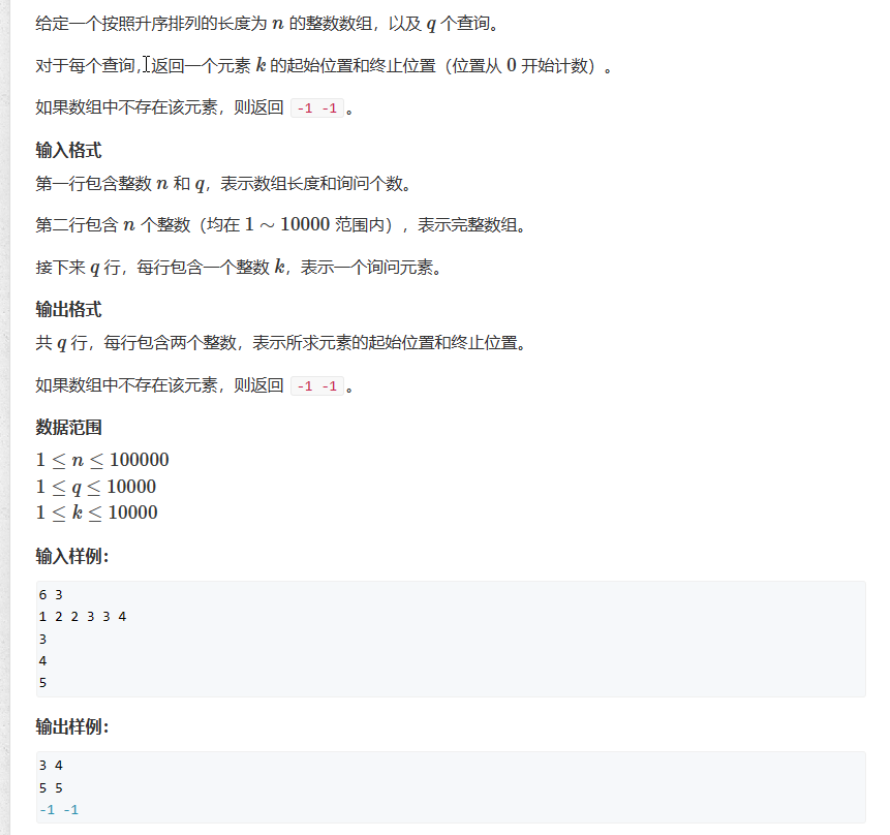 给定一个按照升序排列的长度为 n 的整数数组，以及 q 个查询。
对于每个查询，返回一个元素 k 的起始位置和终止位置（位置从 0 开始计数）。
如果数组中不存在该元素，则返回 -1 -1 。
输入格式
第一行包含整数 n 和 q，表示数组长度和询问个数。
第二行包含 n 个整数（均在 1 ∼ 10000 范围内），表示完整数组。
接下来 q 行，每行包含一个整数 k，表示一个询问元素。
输出格式
共 q 行，每行包含两个整数，表示所求元素的起始位置和终止位置。
如果数组中不存在该元素，则返回 -1 -1 。
数据范围
1 ≤ n ≤ 100000
1 ≤ q ≤ 10000
1 ≤ k ≤ 10000
输入样例：
6 3
1 2 2 3 3 4
3
4
5
输出样例：
3 4
5 5
-1 -1